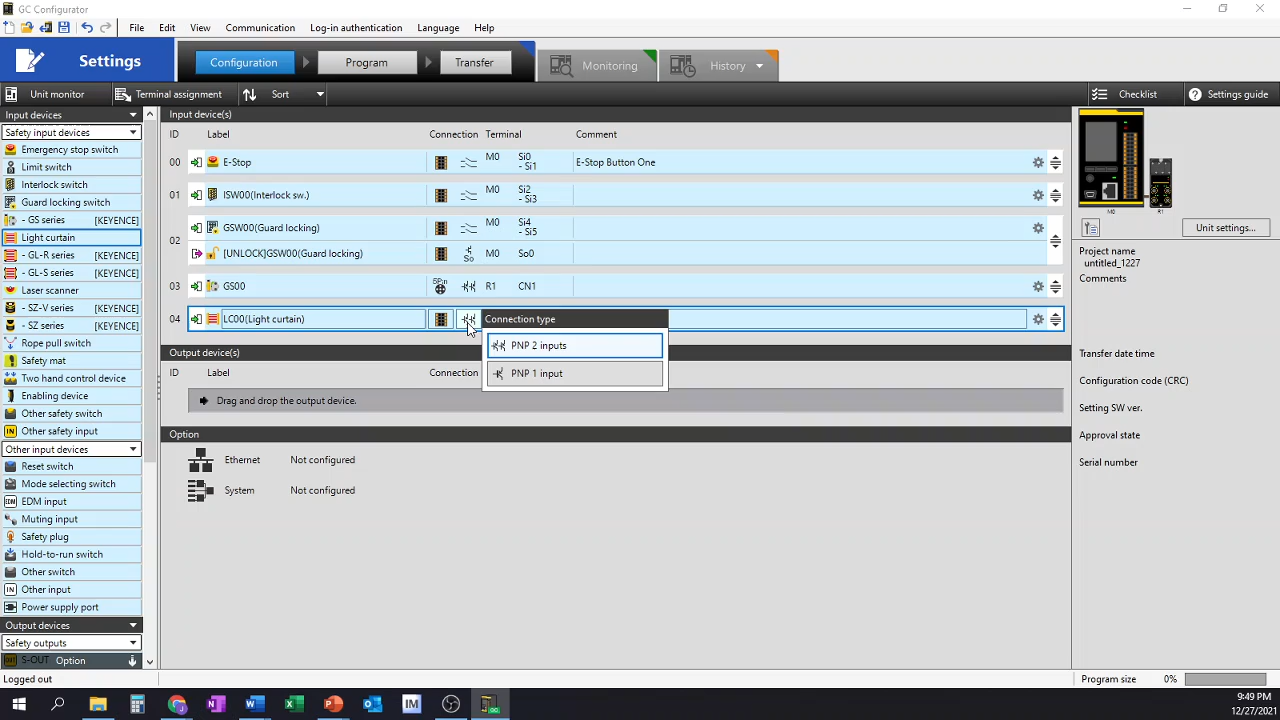 GC Configurator
File Edit View Communication Log-in authentication Language Help
Settings Configuration Program Transfer Monitoring History
Unit monitor Terminal assignment Sort Checklist Settings guide
Input devices
Safety input devices
Emergency stop switch
Limit switch
Interlock switch
Guard locking switch
- GS series [KEYENCE]
Light curtain
- GL-R series [KEYENCE]
- GL-S series [KEYENCE]
Laser scanner
- SZ-V series [KEYENCE]
- SZ series [KEYENCE]
Rope pull switch
Safety mat
Two hand control device
Enabling device
Other safety switch
Other safety input
Other input devices
Reset switch
Mode selecting switch
EDM input
Muting input
Safety plug
Hold-to-run switch
Other switch
Other input
Power supply port
Output devices
Safety outputs
S-OUT Option
Input device(s)
ID Label Connection Terminal Comment
00 E-Stop M0 Si0 - Si1 E-Stop Button One
01 ISW00(Interlock sw.) M0 Si2 - Si3
02 GSW00(Guard locking) M0 Si4 - Si5
[UNLOCK]GSW00(Guard locking) So M0 So0
03 GS00 5Pin R1 CN1
04 LC00(Light curtain)
Connection type
PNP 2 inputs
PNP 1 input
Output device(s)
ID Label Connection
Drag and drop the output device.
Option
Ethernet Not configured
System Not configured
M0 R1
Unit settings...
Project name
untitled_1227
Comments
Transfer date time
Configuration code (CRC)
Setting SW ver.
Approval state
Serial number
Logged out Program size 0%
9:49 PM
12/27/2021